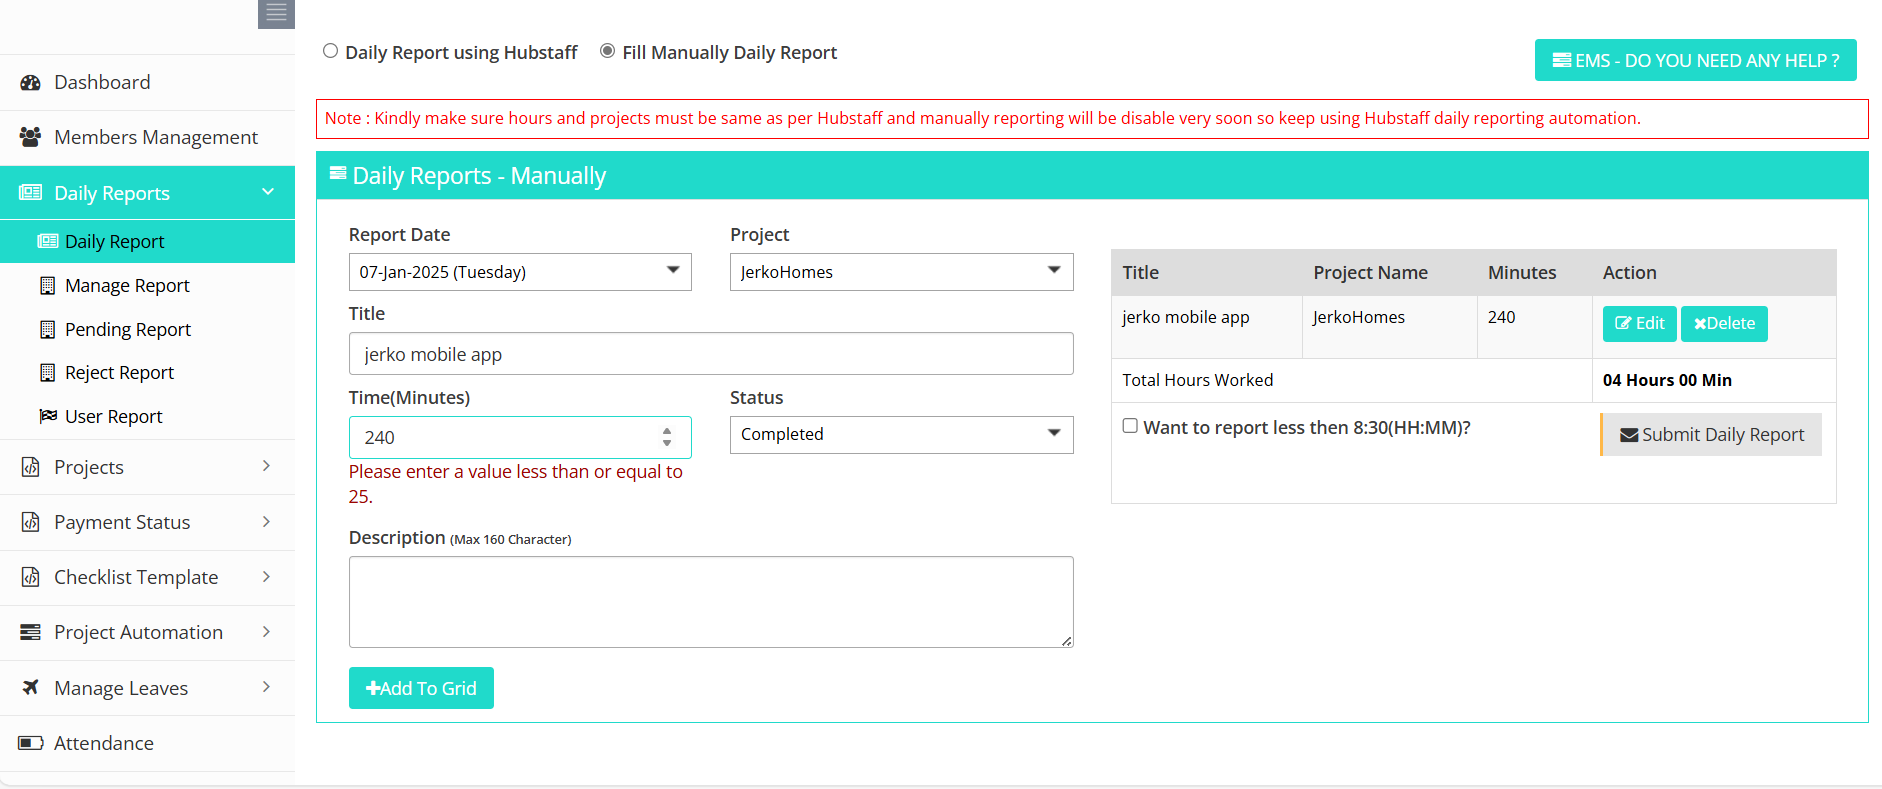 Dashboard
Members Management
Daily Reports
Daily Report
Manage Report
Pending Report
Reject Report
User Report
Projects
Payment Status
Checklist Template
Project Automation
Manage Leaves
Attendance
Daily Report using Hubstaff
Fill Manually Daily Report
EMS - DO YOU NEED ANY HELP ?
Note : Kindly make sure hours and projects must be same as per Hubstaff and manually reporting will be disable very soon so keep using Hubstaff daily reporting automation.
Daily Reports - Manually
Report Date
07-Jan-2025 (Tuesday)
Project
JerkoHomes
Title
jerko mobile app
Time(Minutes)
240
Please enter a value less than or equal to
25.
Status
Completed
Description (Max 160 Character)
Add To Grid
Title Project Name Minutes Action
jerko mobile app JerkoHomes 240 Edit Delete
Total Hours Worked 04 Hours 00 Min
Want to report less then 8:30(HH:MM)?
Submit Daily Report